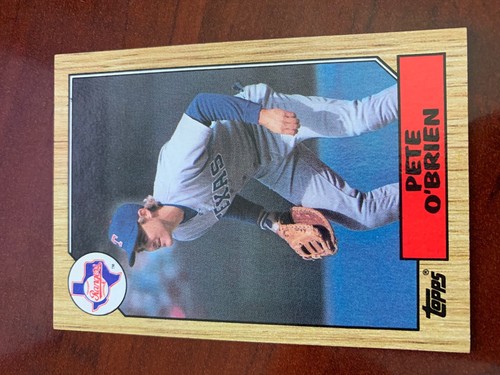 Rangers
TEXAS
PETE
O'BRIEN
topps®